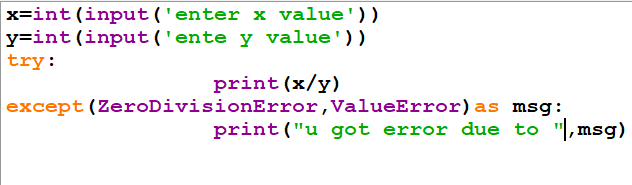 x=int(input('enter x value'))
y=int(input('ente y value'))
try:
print(x/y)
except(ZeroDivisionError,ValueError)as msg:
print("u got error due to ",msg)